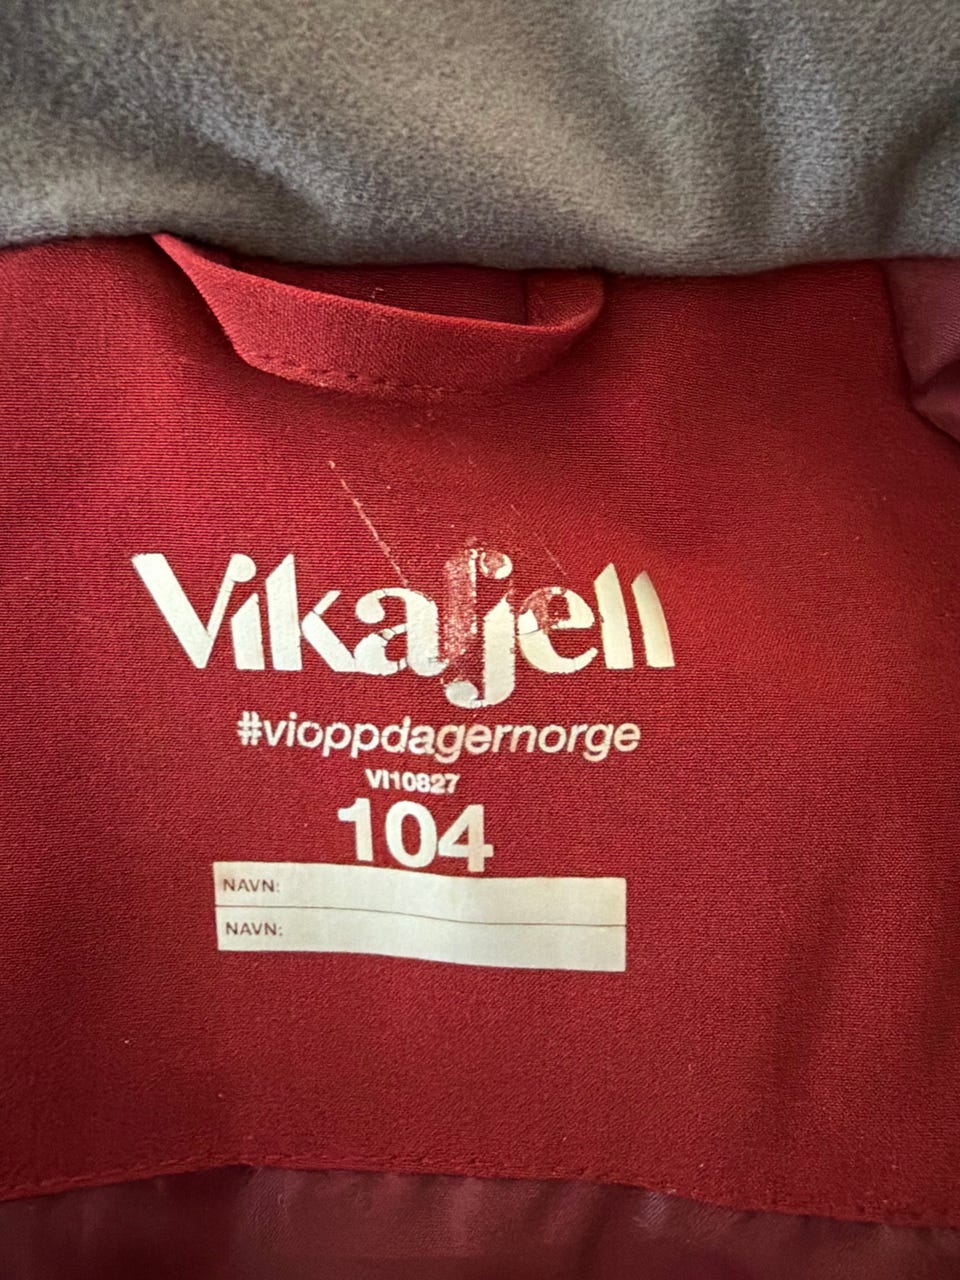 Vikafjell
#vioppdagernorge
VI10827
104
NAVN:
NAVN: